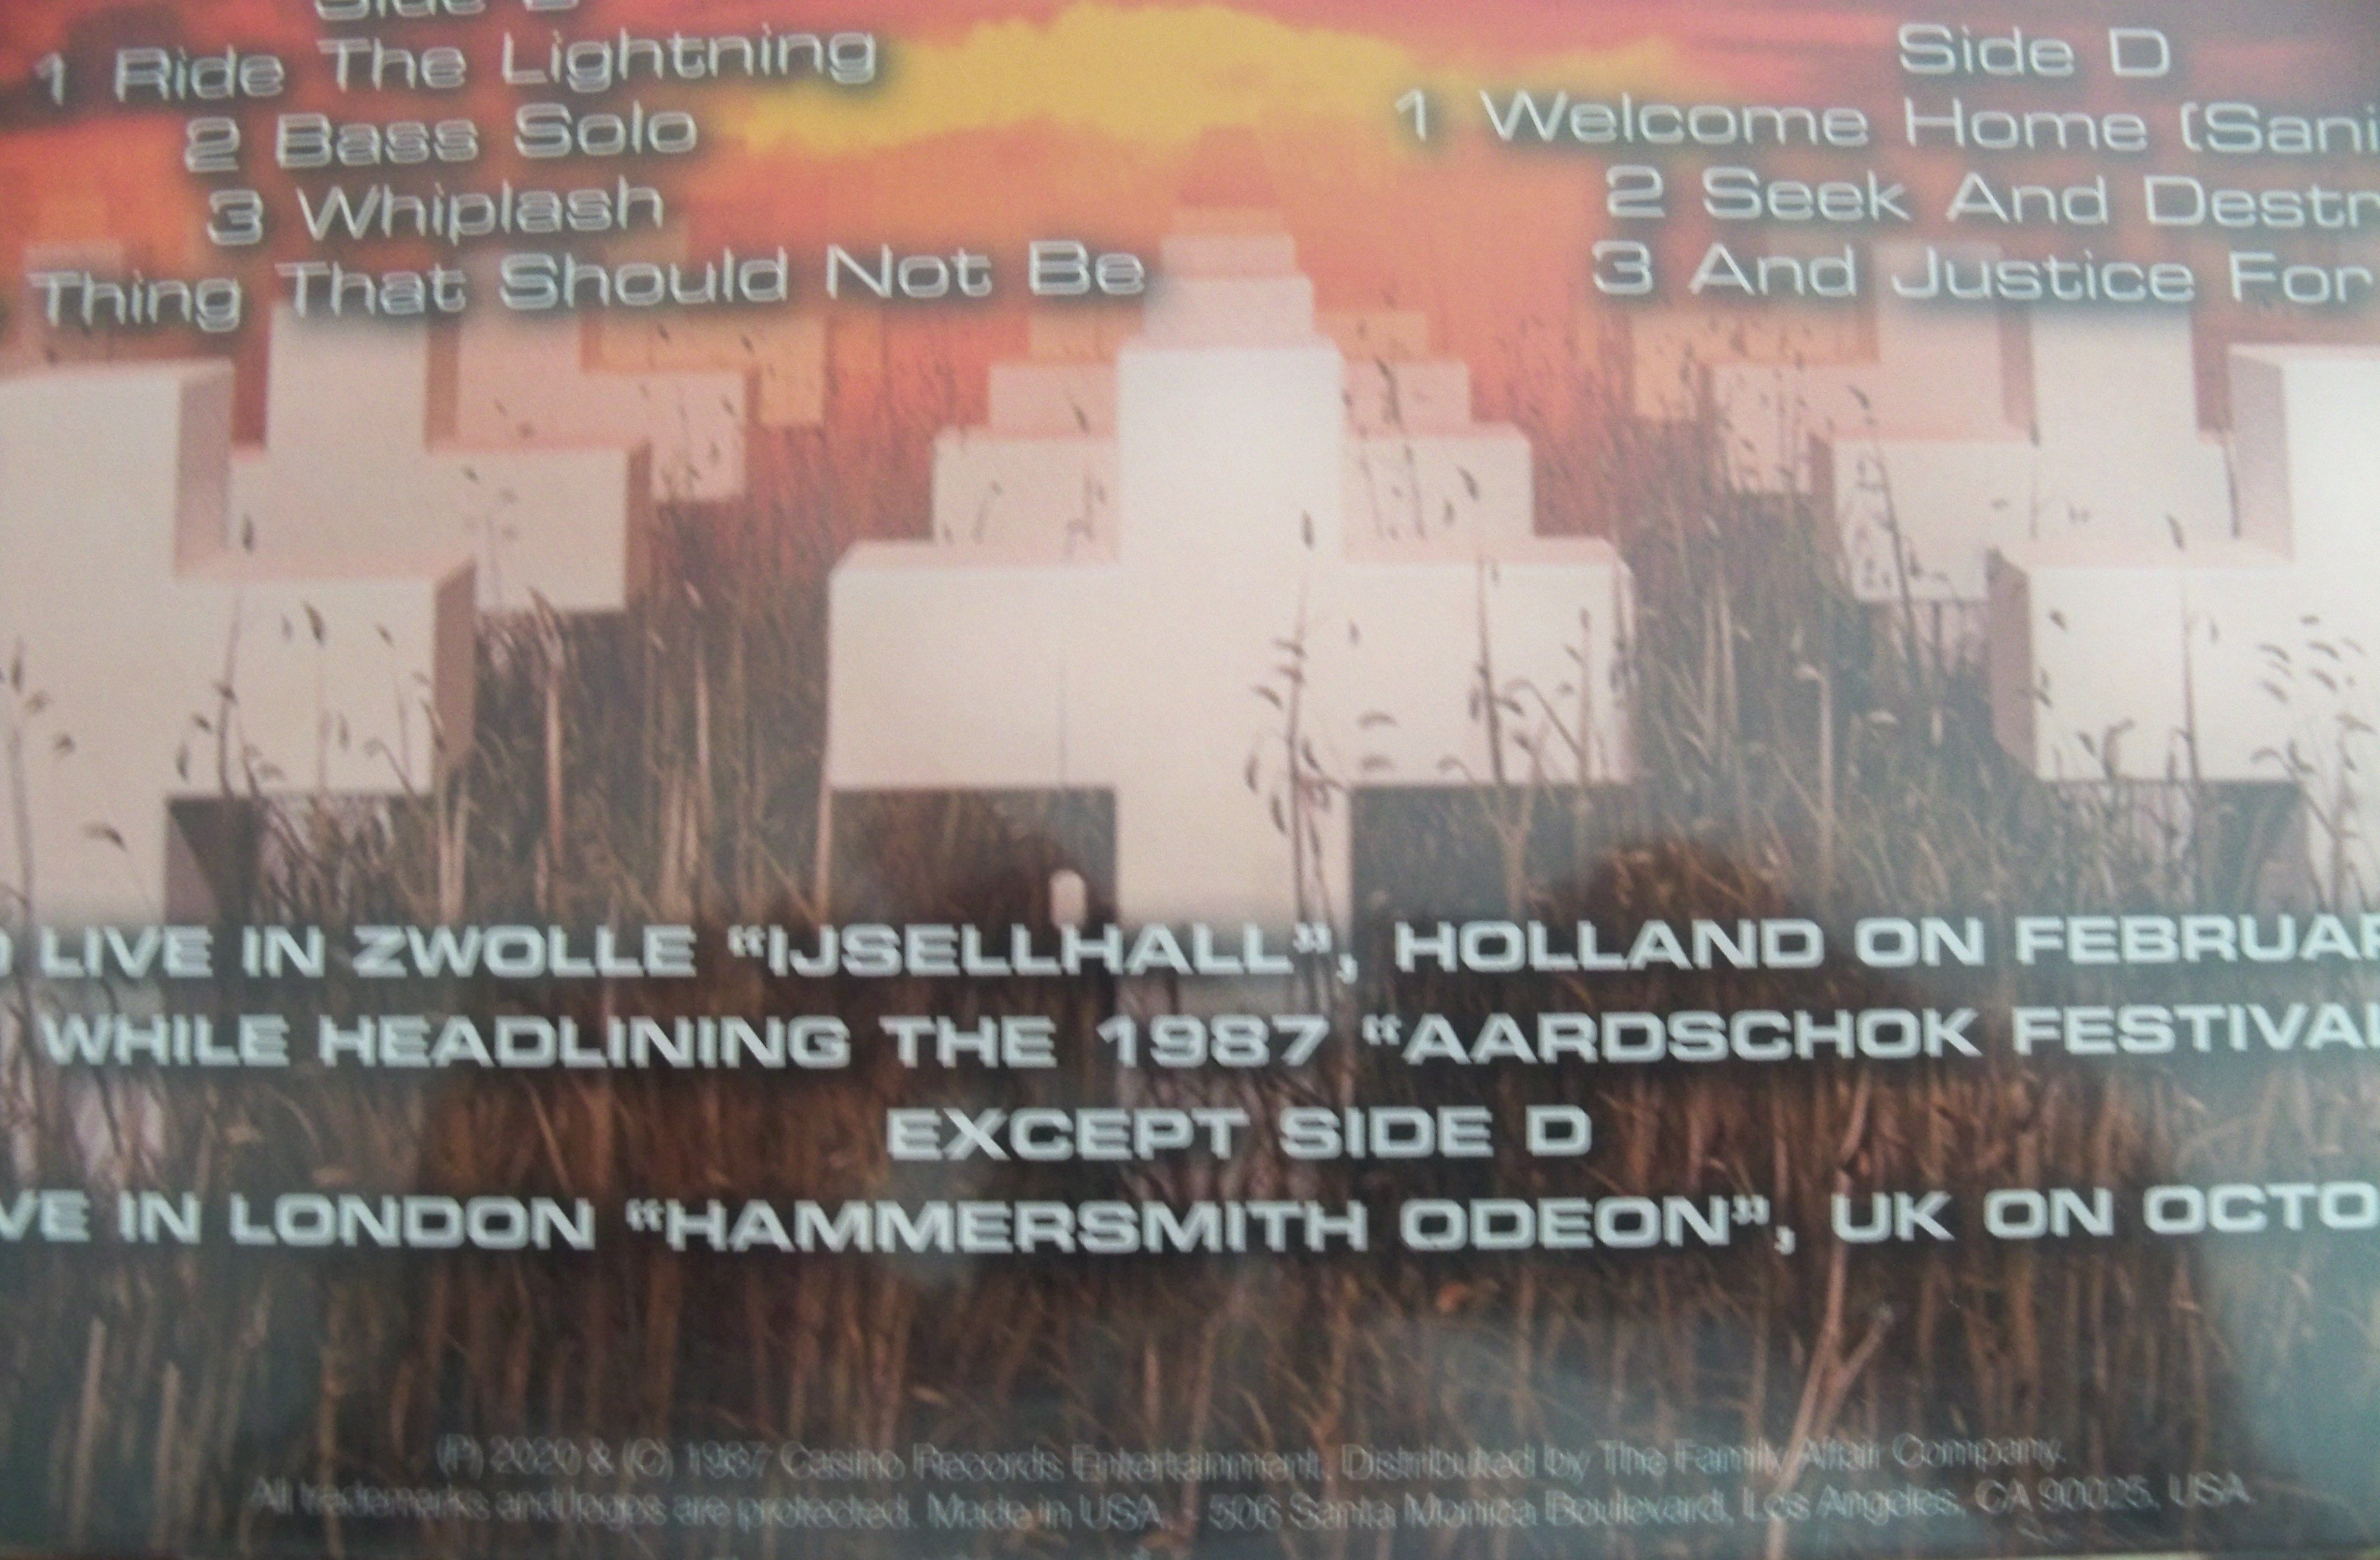 Side B
1 Ride The Lightning
2 Bass Solo
3 Whiplash
Thing That Should Not Be
Side D
1 Welcome Home (Sani
2 Seek And Destr
3 And Justice For
D LIVE IN ZWOLLE “IJSELLHALL”, HOLLAND ON FEBRUAR
WHILE HEADLINING THE 1987 “AARDSCHOK FESTIVAL
EXCEPT SIDE D
VE IN LONDON “HAMMERSMITH ODEON”, UK ON OCTO
(P) 2020 & (C) 1987 Casino Records Entertainment. Distributed by The Family Affair Company.
All trademarks and logos are protected. Made in USA. - 506 Santa Monica Boulevard, Los Angeles, CA 90025. USA.